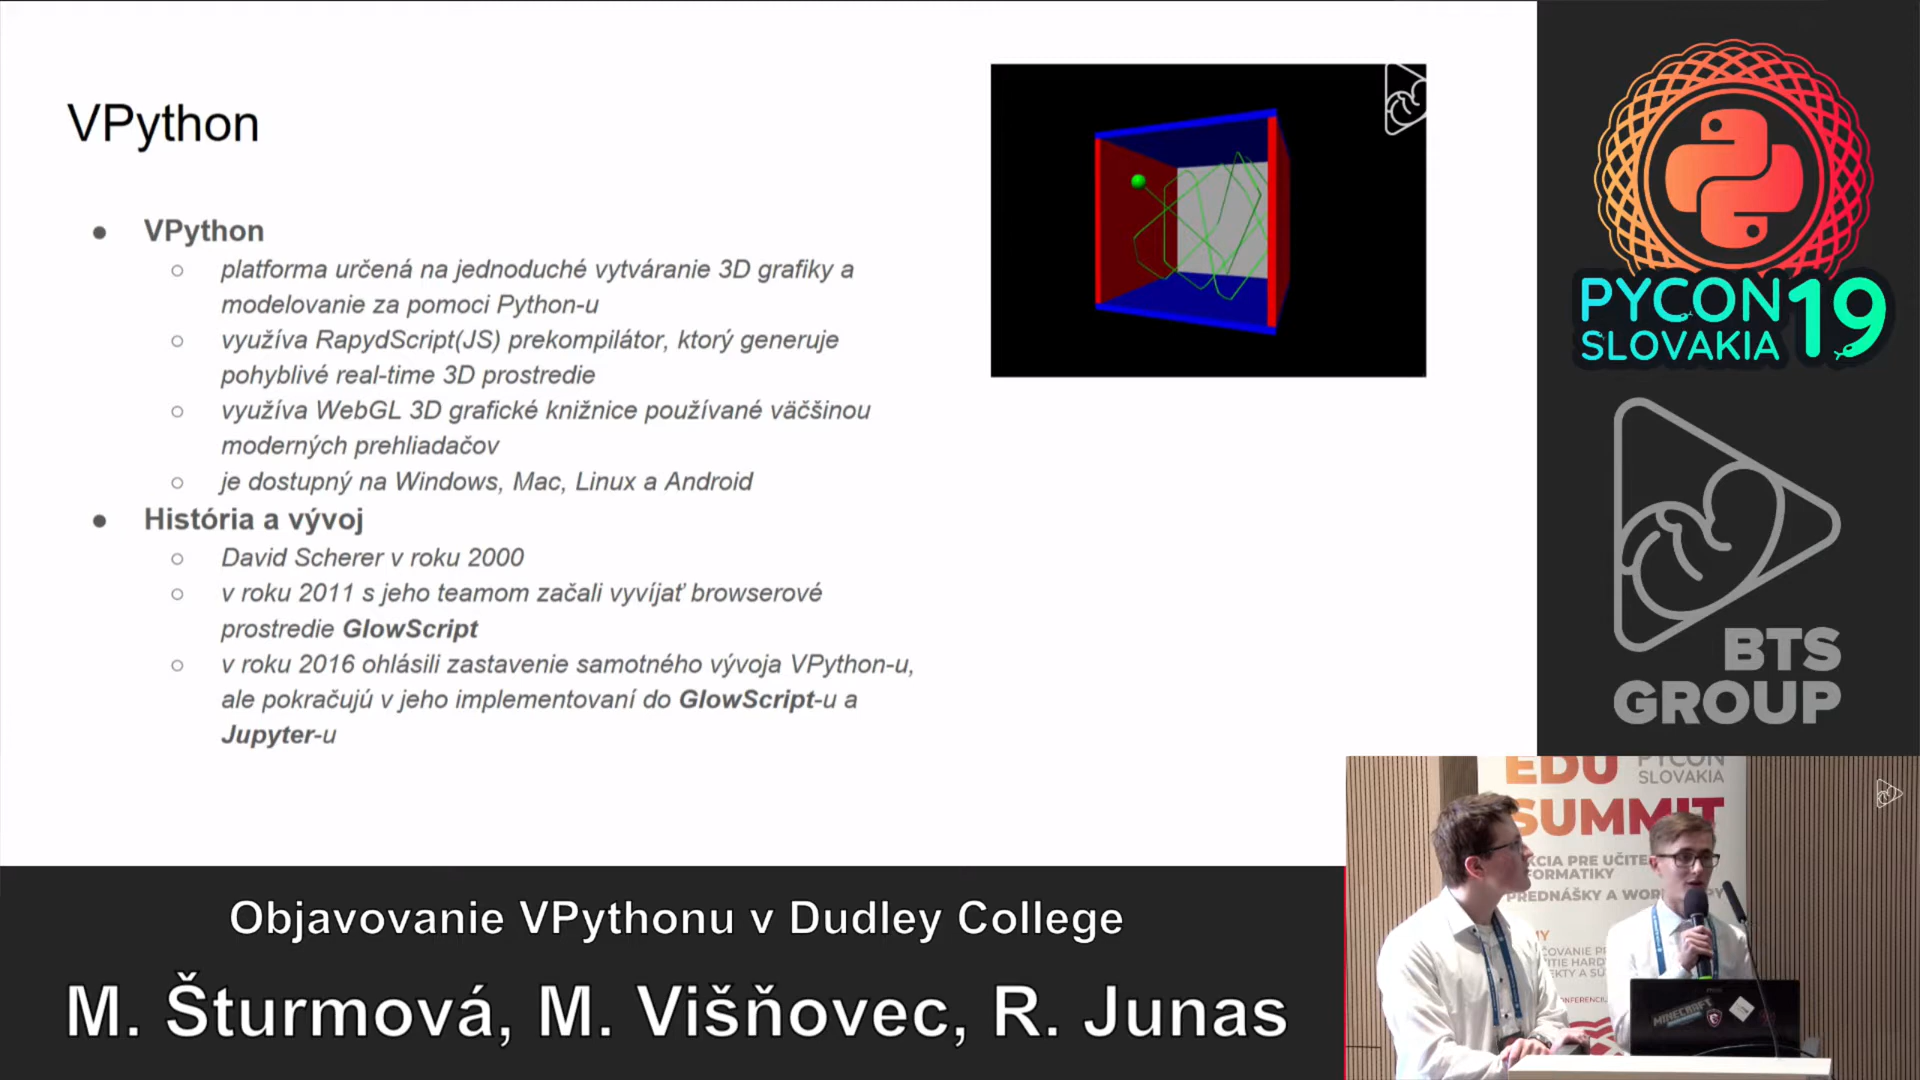 VPython
● VPython
○ platforma určená na jednoduché vytváranie 3D grafiky a
modelovanie za pomoci Python-u
○ využíva RapydScript(JS) prekompilátor, ktorý generuje
pohyblivé real-time 3D prostredie
○ využíva WebGL 3D grafické knižnice používané väčšinou
moderných prehliadačov
○ je dostupný na Windows, Mac, Linux a Android
● História a vývoj
○ David Scherer v roku 2000
○ v roku 2011 s jeho teamom začali vyvíjať browserové
prostredie GlowScript
○ v roku 2016 ohlásili zastavenie samotného vývoja VPython-u,
ale pokračujú v jeho implementovaní do GlowScript-u a
Jupyter-u
PYCON 19
SLOVAKIA
BTS
GROUP
EDU
SUMMIT
PYCON
SLOVAKIA
PREDNÁŠKY A
MINECRAFT
Objavovanie VPythonu v Dudley College
M. Šturmová, M. Višňovec, R. Junas